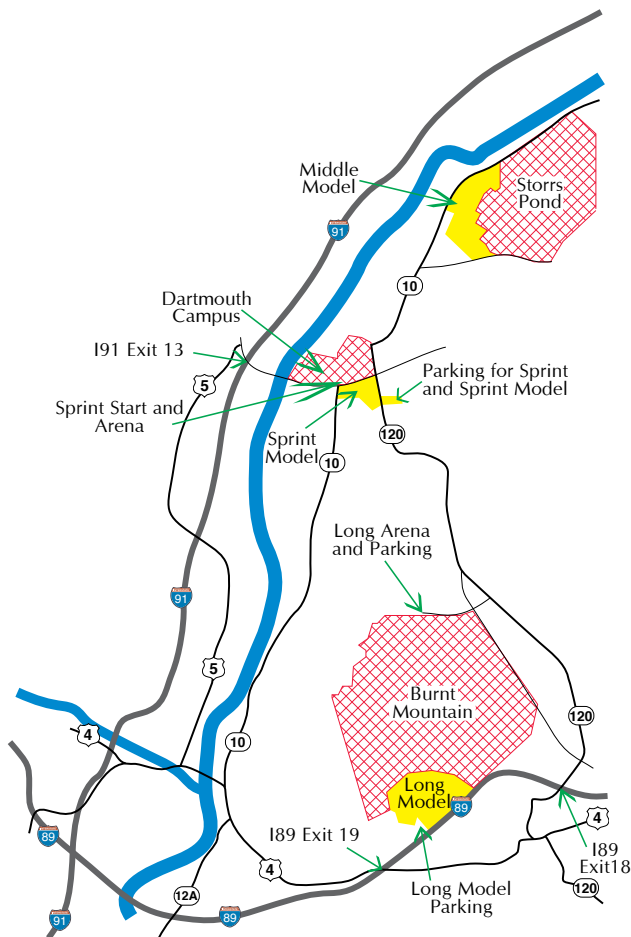 Middle
Model
Storrs
Pond
91
10
Dartmouth
Campus
I91 Exit 13
5
Parking for Sprint
and Sprint Model
Sprint Start and
Arena
Sprint
Model
120
10
Long Arena
and Parking
91
5
Burnt
Mountain
120
4
10
Long
Model
89
89
I89 Exit 19
4
I89
Exit18
4
12A
Long Model
Parking
120
91
89